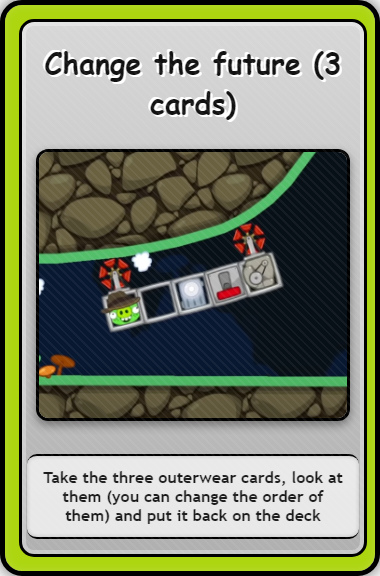 Change the future (3
cards)
Take the three outerwear cards, look at
them (you can change the order of
them) and put it back on the deck